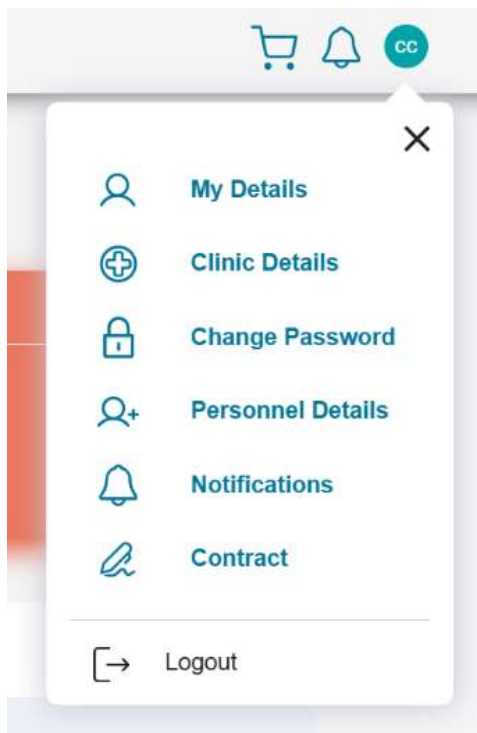 CC
My Details
Clinic Details
Change Password
Personnel Details
Notifications
Contract
Logout